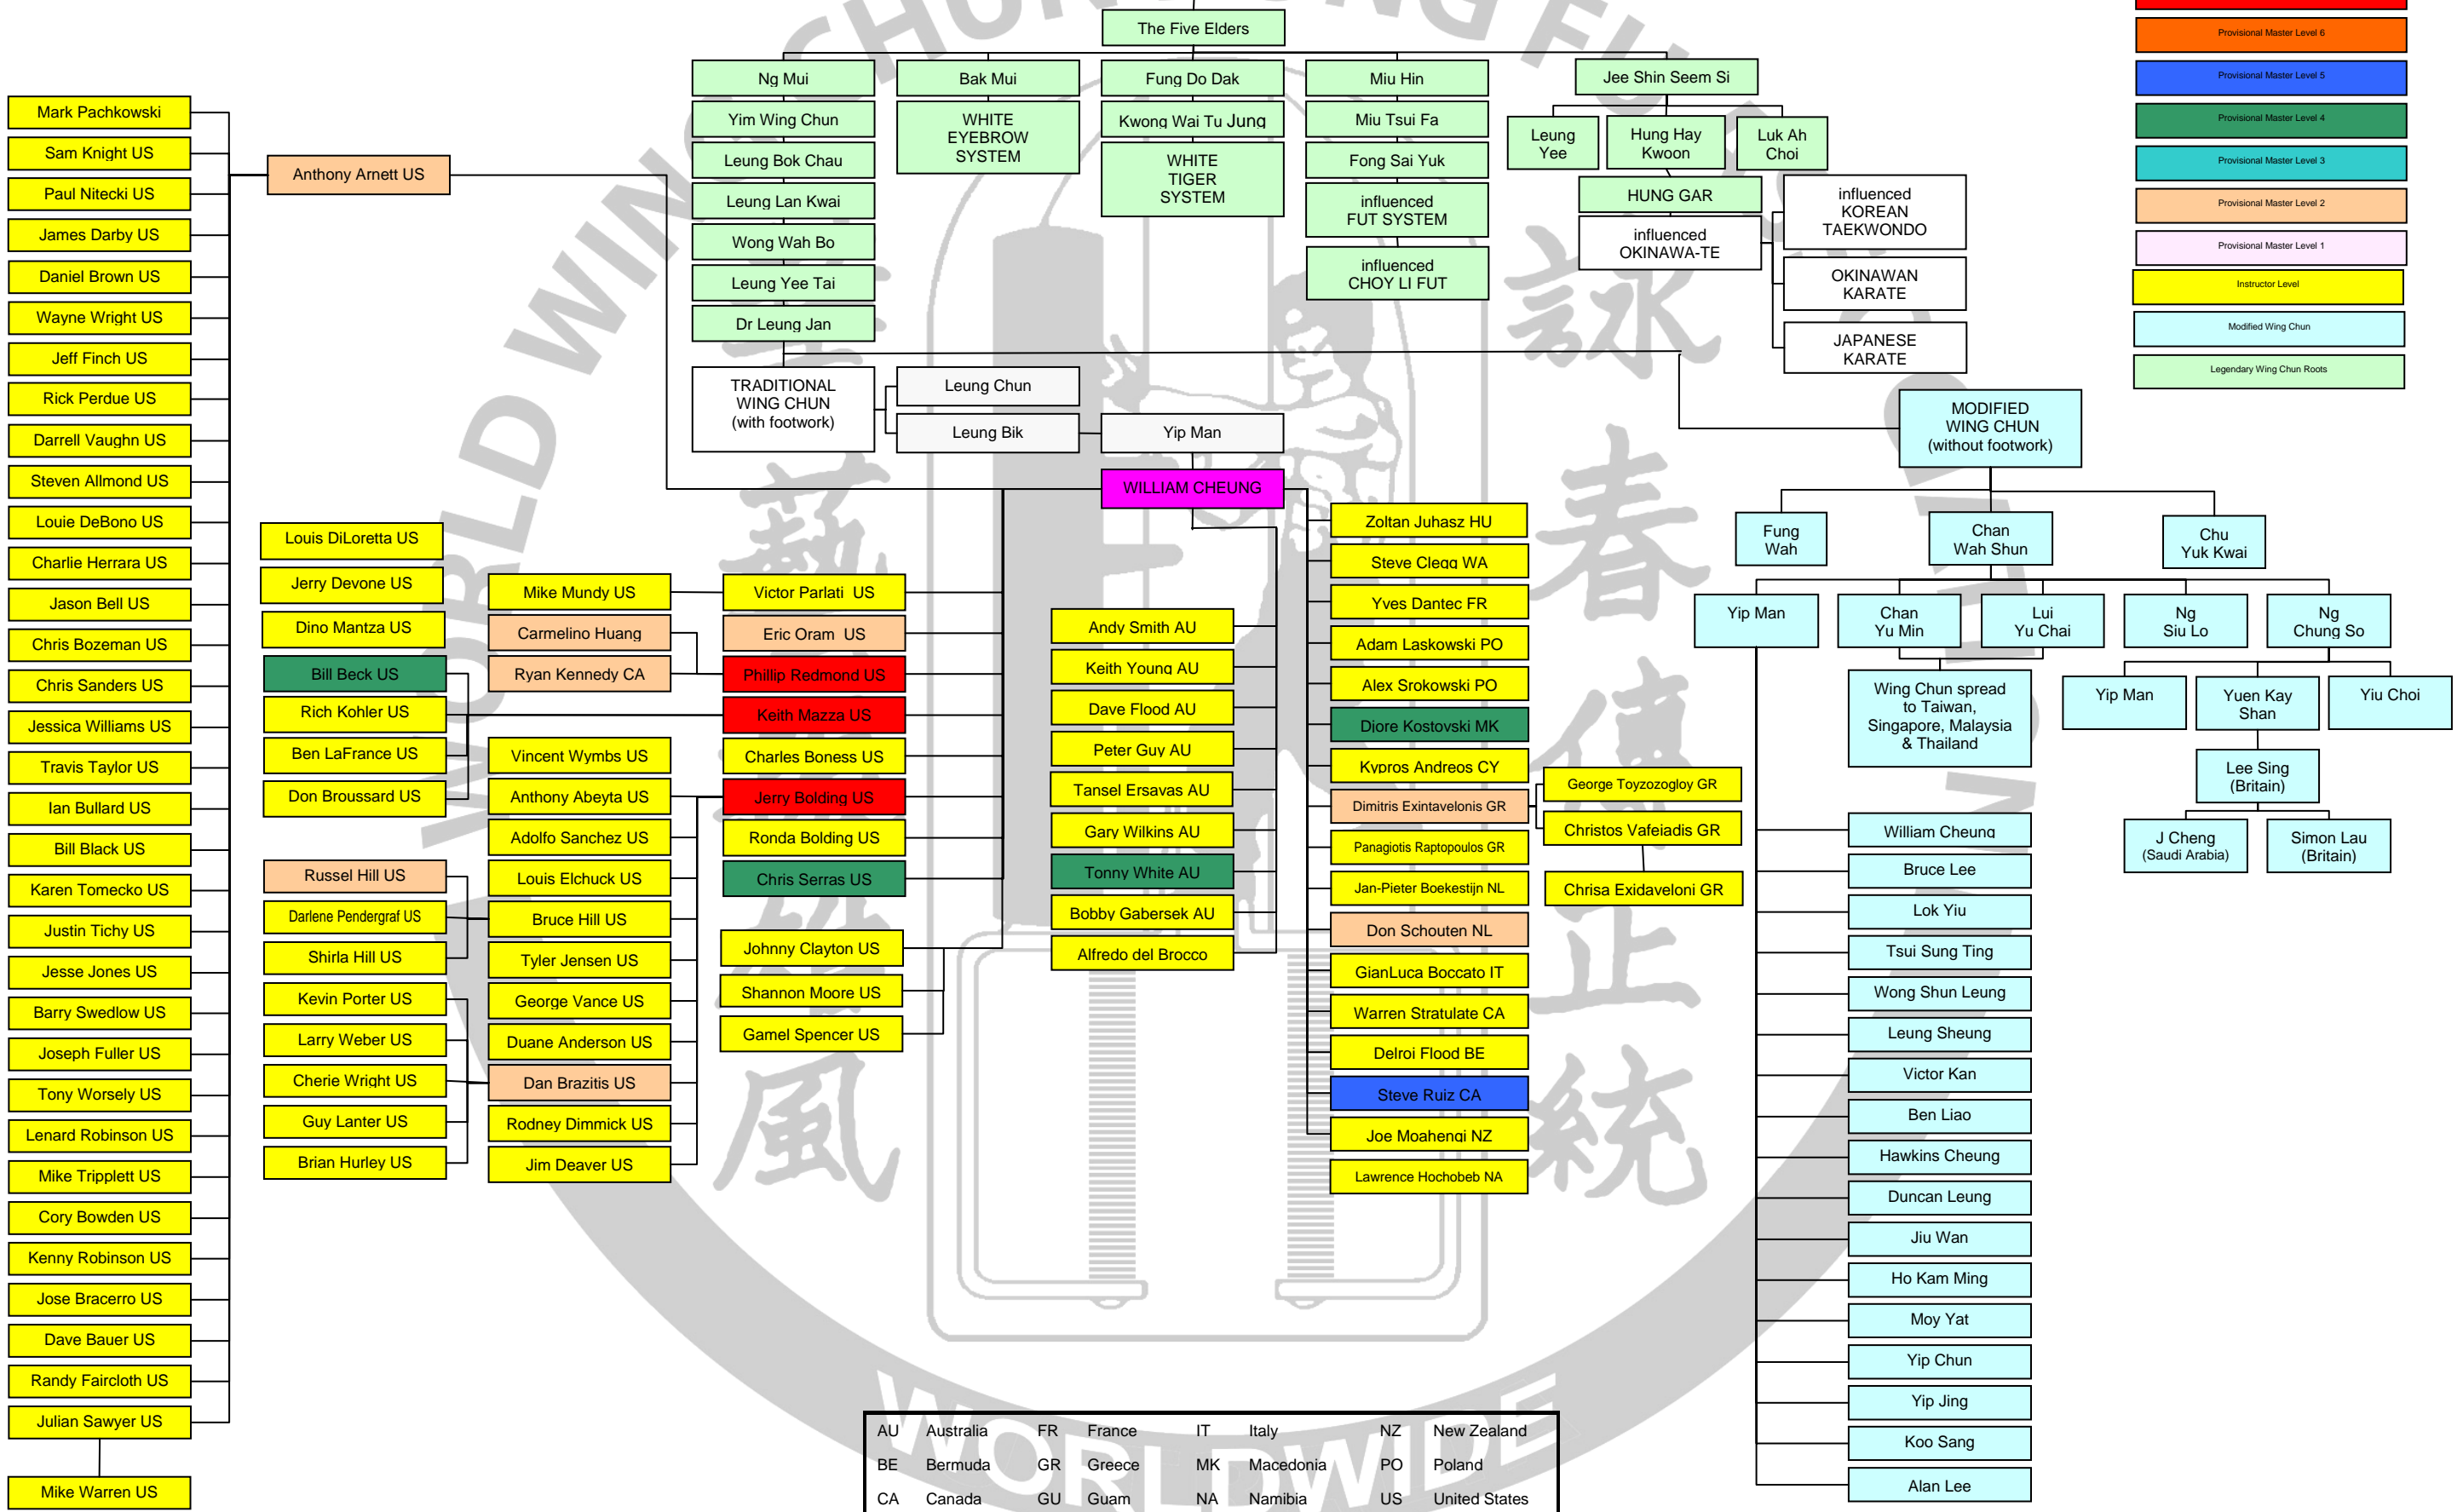 The Five Elders
Ng Mui
Bak Mui
Fung Do Dak
Miu Hin
Jee Shin Seem Si
Yim Wing Chun
WHITE
EYEBROW
SYSTEM
Kwong Wai Tu Jung
Miu Tsui Fa
Leung
Yee
Hung Hay
Kwoon
Luk Ah
Choi
Leung Bok Chau
WHITE
TIGER
SYSTEM
Fong Sai Yuk
Leung Lan Kwai
influenced
FUT SYSTEM
HUNG GAR
influenced
KOREAN
TAEKWONDO
Wong Wah Bo
influenced
OKINAWA-TE
Leung Yee Tai
influenced
CHOY LI FUT
OKINAWAN
KARATE
Dr Leung Jan
JAPANESE
KARATE
TRADITIONAL
WING CHUN
(with footwork)
Leung Chun
Leung Bik
Yip Man
WILLIAM CHEUNG
MODIFIED
WING CHUN
(without footwork)
Provisional Master Level 6
Provisional Master Level 5
Provisional Master Level 4
Provisional Master Level 3
Provisional Master Level 2
Provisional Master Level 1
Instructor Level
Modified Wing Chun
Legendary Wing Chun Roots
Mark Pachkowski
Sam Knight US
Paul Nitecki US
James Darby US
Daniel Brown US
Wayne Wright US
Jeff Finch US
Rick Perdue US
Darrell Vaughn US
Steven Allmond US
Louie DeBono US
Charlie Herrara US
Jason Bell US
Chris Bozeman US
Chris Sanders US
Jessica Williams US
Travis Taylor US
Ian Bullard US
Bill Black US
Karen Tomecko US
Justin Tichy US
Jesse Jones US
Barry Swedlow US
Joseph Fuller US
Tony Worsely US
Lenard Robinson US
Mike Tripplett US
Cory Bowden US
Kenny Robinson US
Jose Bracerro US
Dave Bauer US
Randy Faircloth US
Julian Sawyer US
Mike Warren US
Anthony Arnett US
Louis DiLoretta US
Jerry Devone US
Dino Mantza US
Bill Beck US
Rich Kohler US
Ben LaFrance US
Don Broussard US
Russel Hill US
Darlene Pendergraf US
Shirla Hill US
Kevin Porter US
Larry Weber US
Cherie Wright US
Guy Lanter US
Brian Hurley US
Mike Mundy US
Carmelino Huang
Ryan Kennedy CA
Vincent Wymbs US
Anthony Abeyta US
Adolfo Sanchez US
Louis Elchuck US
Bruce Hill US
Tyler Jensen US
George Vance US
Duane Anderson US
Dan Brazitis US
Rodney Dimmick US
Jim Deaver US
Victor Parlati US
Eric Oram US
Phillip Redmond US
Keith Mazza US
Charles Boness US
Jerry Bolding US
Ronda Bolding US
Chris Serras US
Johnny Clayton US
Shannon Moore US
Gamel Spencer US
Andy Smith AU
Keith Young AU
Dave Flood AU
Peter Guy AU
Tansel Ersavas AU
Gary Wilkins AU
Tonny White AU
Bobby Gabersek AU
Alfredo del Brocco
Zoltan Juhasz HU
Steve Clegg WA
Yves Dantec FR
Adam Laskowski PO
Alex Srokowski PO
Djore Kostovski MK
Kypros Andreos CY
Dimitris Exintavelonis GR
Panagiotis Raptopoulos GR
Jan-Pieter Boekestijn NL
Don Schouten NL
GianLuca Boccato IT
Warren Stratulate CA
Delroi Flood BE
Steve Ruiz CA
Joe Moahengi NZ
Lawrence Hochobeb NA
George Toyzozogloy GR
Christos Vafeiadis GR
Chrisa Exidaveloni GR
Fung
Wah
Chan
Wah Shun
Chu
Yuk Kwai
Yip Man
Chan
Yu Min
Lui
Yu Chai
Ng
Siu Lo
Ng
Chung So
Wing Chun spread
to Taiwan,
Singapore, Malaysia
& Thailand
Yip Man
Yuen Kay
Shan
Yiu Choi
Lee Sing
(Britain)
J Cheng
(Saudi Arabia)
Simon Lau
(Britain)
William Cheung
Bruce Lee
Lok Yiu
Tsui Sung Ting
Wong Shun Leung
Leung Sheung
Victor Kan
Ben Liao
Hawkins Cheung
Duncan Leung
Jiu Wan
Ho Kam Ming
Moy Yat
Yip Chun
Yip Jing
Koo Sang
Alan Lee
AU Australia FR France IT Italy NZ New Zealand
BE Bermuda GR Greece MK Macedonia PO Poland
CA Canada GU Guam NA Namibia US United States
WORLD WING CHUN KUNG FU
WORLDWIDE
詠
春
傳
正
統
藝
風